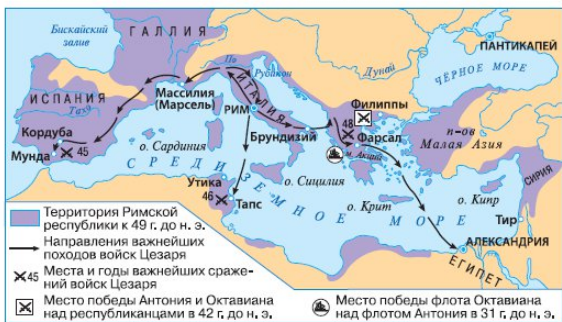 Бискайский
залив
ГАЛЛИЯ
ПАНТИКАПЕЙ
По
Рубикон
Дунай
ЧЁРНОЕ МОРЕ
ИСПАНИЯ
Тахо
Массилия
(Марсель)
ИТАЛИЯ
РИМ
Филиппы
48
Кордуба
Мунда
45
о. Сардиния
Брундизий
Фарсал
м. Акций
п-ов
Малая Азия
СРЕДИЗЕМНОЕ МОРЕ
Утика
46
Тапс
о. Сицилия
о. Крит
о. Кипр
СИРИЯ
Тир
АЛЕКСАНДРИЯ
ЕГИПЕТ
Территория Римской
республики к 49 г. до н. э.
Направления важнейших
походов войск Цезаря
45 Места и годы важнейших сраже-
ний войск Цезаря
Место победы Антония и Октавиана
над республиканцами в 42 г. до н. э.
Место победы флота Октавиана
над флотом Антония в 31 г. до н. э.